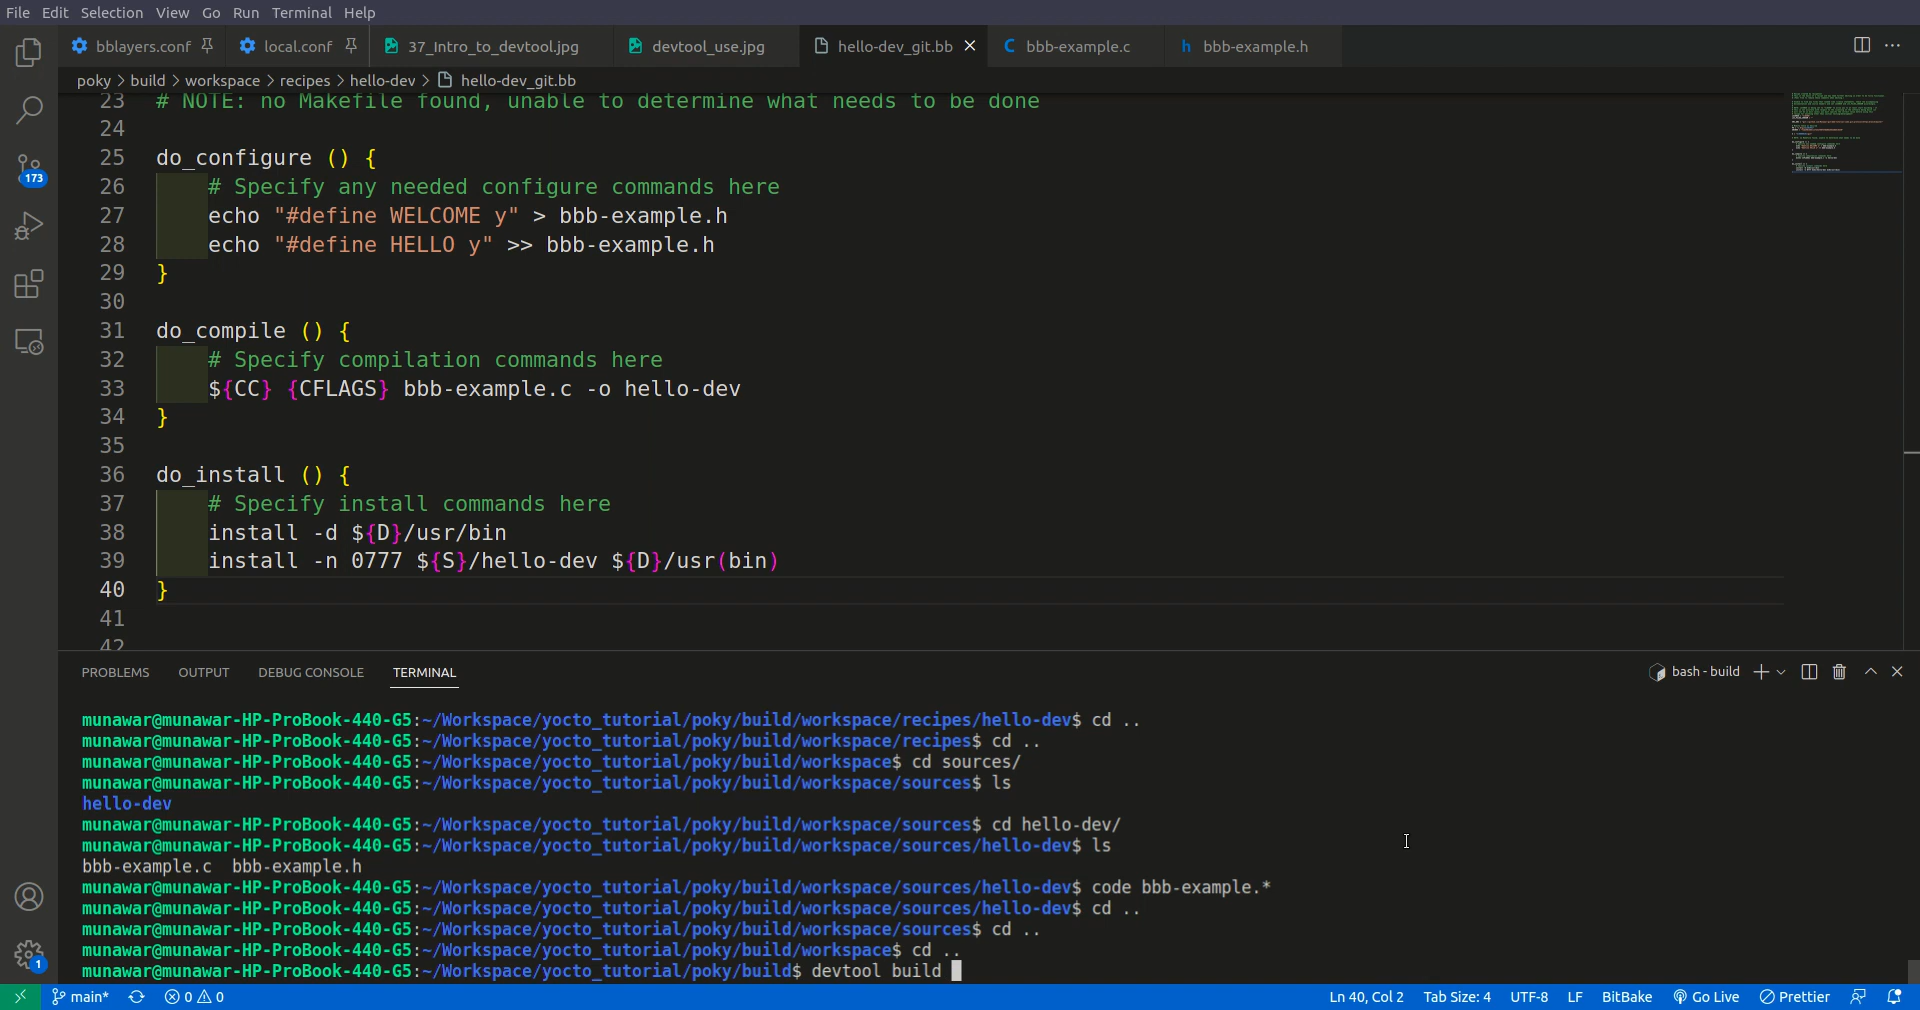 File Edit Selection View Go Run Terminal Help
bblayers.conf local.conf 37_Intro_to_devtool.jpg devtool_use.jpg hello-dev_git.bb C bbb-example.c h bbb-example.h
poky > build > workspace > recipes > hello-dev > hello-dev_git.bb
23 # NOTE: no Makefile found, unable to determine what needs to be done
24
25 do_configure () {
26 # Specify any needed configure commands here
27 echo "#define WELCOME y" > bbb-example.h
28 echo "#define HELLO y" >> bbb-example.h
29 }
30
31 do_compile () {
32 # Specify compilation commands here
33 ${CC} {CFLAGS} bbb-example.c -o hello-dev
34 }
35
36 do_install () {
37 # Specify install commands here
38 install -d ${D}/usr/bin
39 install -n 0777 ${S}/hello-dev ${D}/usr(bin)
40 }
41
42
173
PROBLEMS OUTPUT DEBUG CONSOLE TERMINAL bash - build
munawar@munawar-HP-ProBook-440-G5:~/Workspace/yocto_tutorial/poky/build/workspace/recipes/hello-dev$ cd ..
munawar@munawar-HP-ProBook-440-G5:~/Workspace/yocto_tutorial/poky/build/workspace/recipes$ cd ..
munawar@munawar-HP-ProBook-440-G5:~/Workspace/yocto_tutorial/poky/build/workspace$ cd sources/
munawar@munawar-HP-ProBook-440-G5:~/Workspace/yocto_tutorial/poky/build/workspace/sources$ ls
hello-dev
munawar@munawar-HP-ProBook-440-G5:~/Workspace/yocto_tutorial/poky/build/workspace/sources$ cd hello-dev/
munawar@munawar-HP-ProBook-440-G5:~/Workspace/yocto_tutorial/poky/build/workspace/sources/hello-dev$ ls
bbb-example.c bbb-example.h
munawar@munawar-HP-ProBook-440-G5:~/Workspace/yocto_tutorial/poky/build/workspace/sources/hello-dev$ code bbb-example.*
munawar@munawar-HP-ProBook-440-G5:~/Workspace/yocto_tutorial/poky/build/workspace/sources/hello-dev$ cd ..
munawar@munawar-HP-ProBook-440-G5:~/Workspace/yocto_tutorial/poky/build/workspace/sources$ cd ..
munawar@munawar-HP-ProBook-440-G5:~/Workspace/yocto_tutorial/poky/build/workspace$ cd ..
munawar@munawar-HP-ProBook-440-G5:~/Workspace/yocto_tutorial/poky/build$ devtool build
1
main* 0 0 Ln 40, Col 2 Tab Size: 4 UTF-8 LF BitBake Go Live Prettier